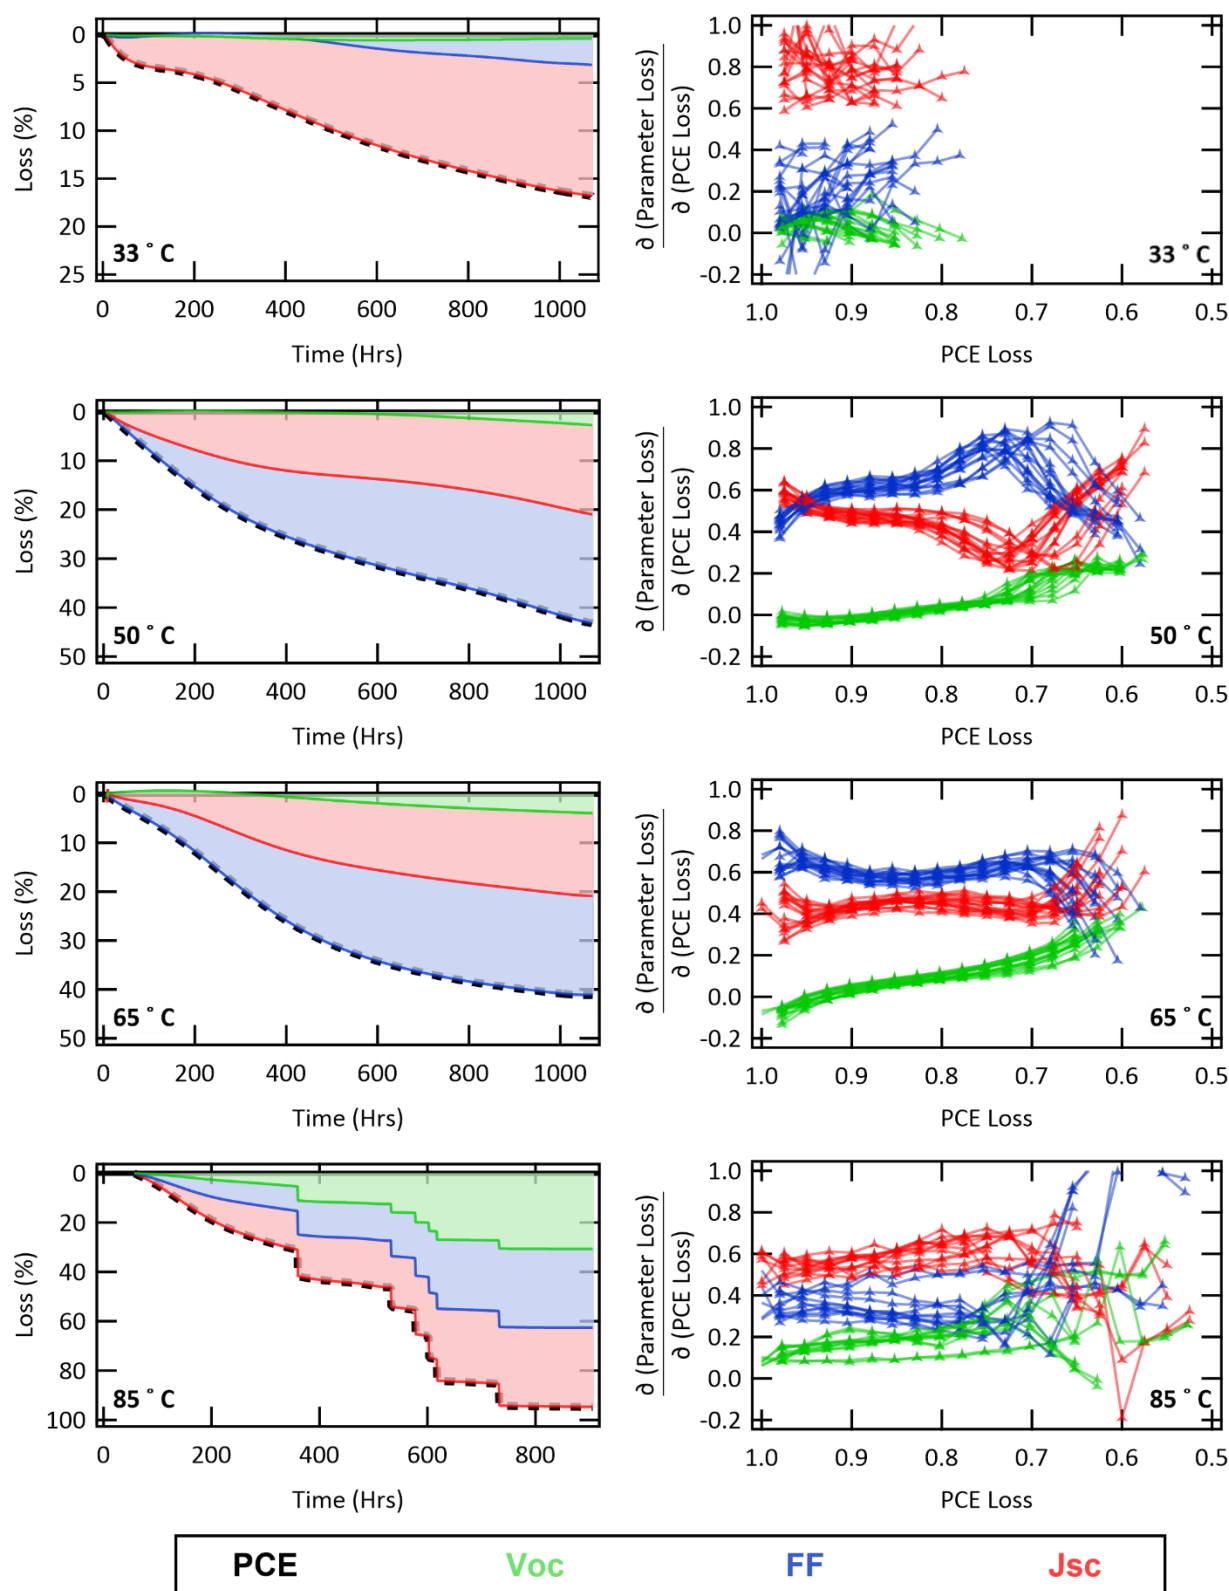 0
5
10
15
20
25
Loss (%)
33 ° C
0 200 400 600 800 1000
Time (Hrs)
1.0
0.8
0.6
0.4
0.2
0.0
-0.2
∂ (Parameter Loss)
∂ (PCE Loss)
33 ° C
1.0 0.9 0.8 0.7 0.6 0.5
PCE Loss
0
10
20
30
40
50
Loss (%)
50 ° C
0 200 400 600 800 1000
Time (Hrs)
1.0
0.8
0.6
0.4
0.2
0.0
-0.2
∂ (Parameter Loss)
∂ (PCE Loss)
50 ° C
1.0 0.9 0.8 0.7 0.6 0.5
PCE Loss
0
10
20
30
40
50
Loss (%)
65 ° C
0 200 400 600 800 1000
Time (Hrs)
1.0
0.8
0.6
0.4
0.2
0.0
-0.2
∂ (Parameter Loss)
∂ (PCE Loss)
65 ° C
1.0 0.9 0.8 0.7 0.6 0.5
PCE Loss
0
20
40
60
80
100
Loss (%)
85 ° C
0 200 400 600 800
Time (Hrs)
1.0
0.8
0.6
0.4
0.2
0.0
-0.2
∂ (Parameter Loss)
∂ (PCE Loss)
85 ° C
1.0 0.9 0.8 0.7 0.6 0.5
PCE Loss
PCE Voc FF Jsc